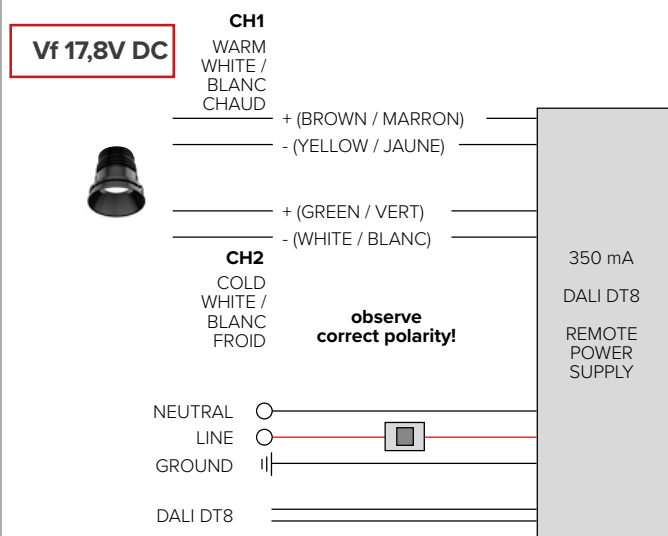 Vf 17,8V DC
CH1
WARM
WHITE /
BLANC
CHAUD
+ (BROWN / MARRON)
- (YELLOW / JAUNE)
+ (GREEN / VERT)
- (WHITE / BLANC)
CH2
COLD
WHITE /
BLANC
FROID
observe
correct polarity!
350 mA
DALI DT8
REMOTE
POWER
SUPPLY
NEUTRAL
LINE
GROUND
DALI DT8